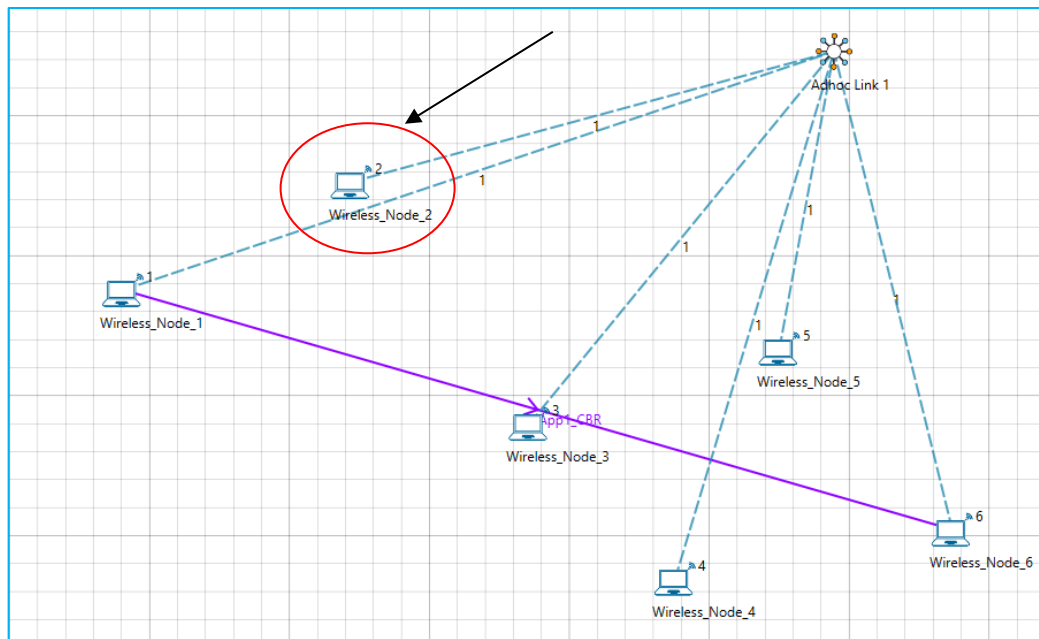 Adhoc Link 1
1
2
1
Wireless_Node_2
1
1
1
Wireless_Node_1
1
1
5
Wireless_Node_5
3
App1_CBR
Wireless_Node_3
6
Wireless_Node_6
4
Wireless_Node_4